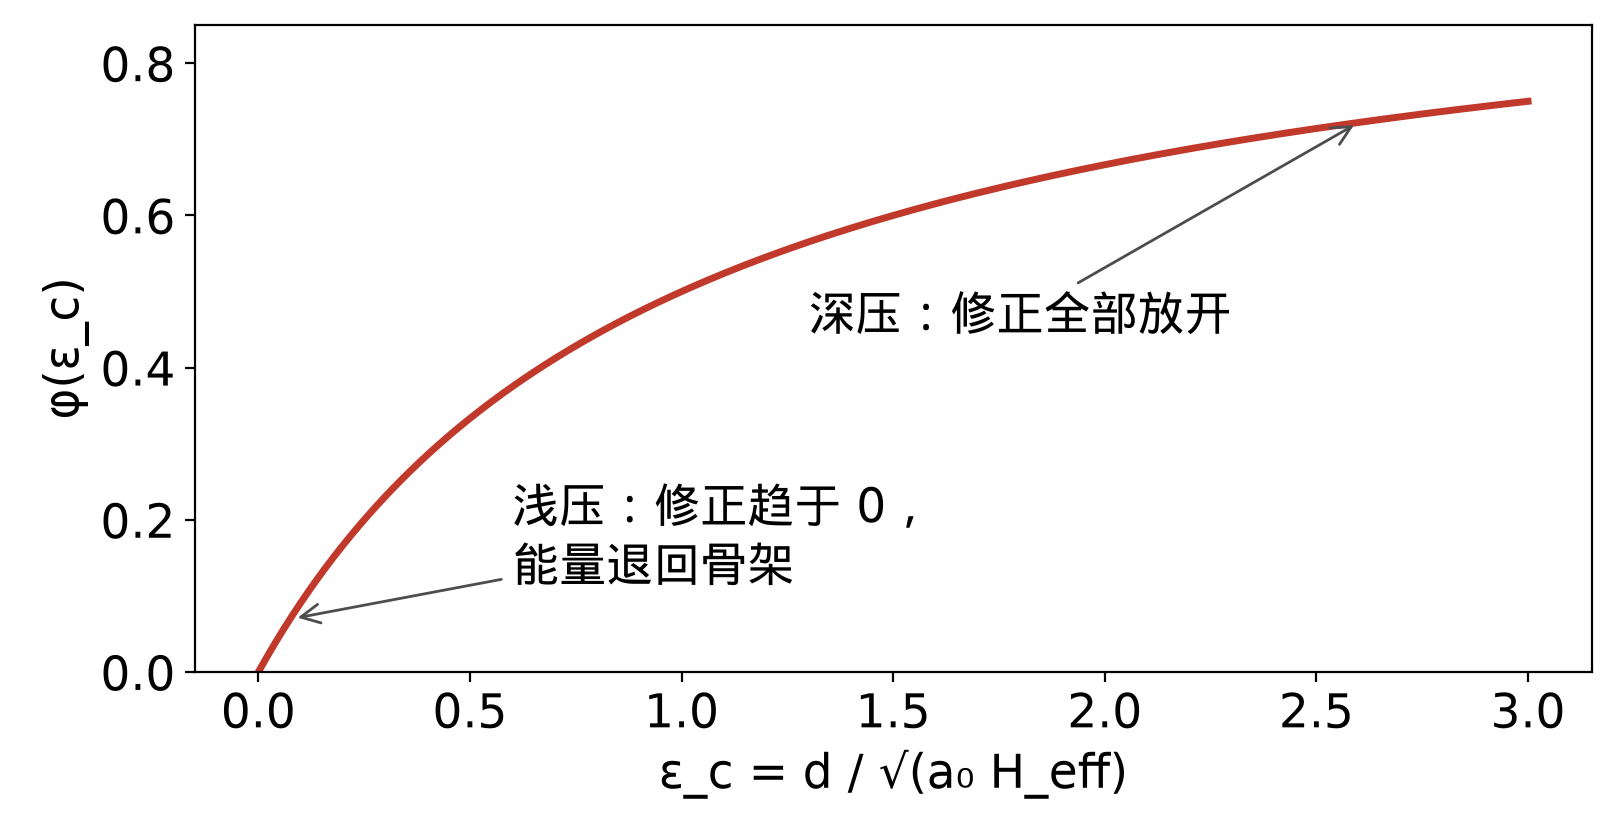 0.8
0.6
0.4
0.2
0.0
φ(ε_c)
深压：修正全部放开
浅压：修正趋于 0，
能量退回骨架
0.0 0.5 1.0 1.5 2.0 2.5 3.0
ε_c = d / √(a₀ H_eff)